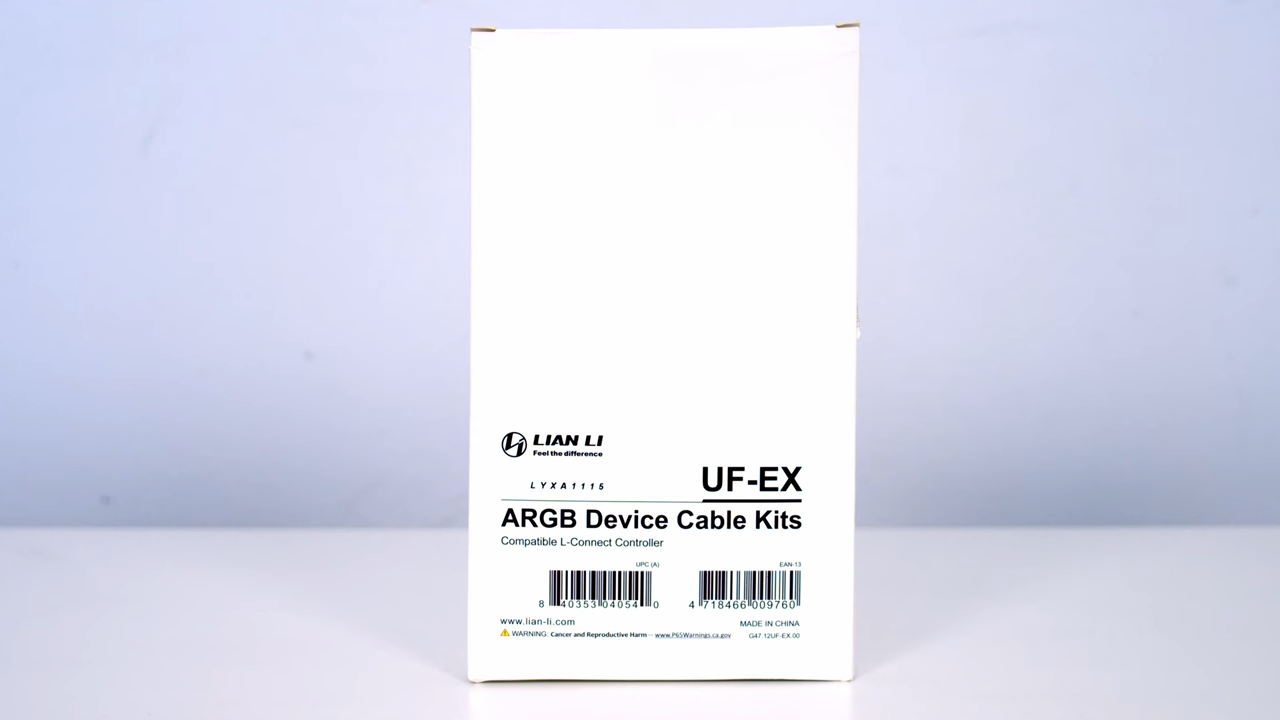 LIAN LI
Feel the difference
LYXA1115
UF-EX
ARGB Device Cable Kits
Compatible L-Connect Controller
UPC (A)
EAN-13
8 40353 04054 0
4 718466 009760
www.lian-li.com
MADE IN CHINA
WARNING: Cancer and Reproductive Harm – www.P65Warnings.ca.gov
G47.12UF-EX.00